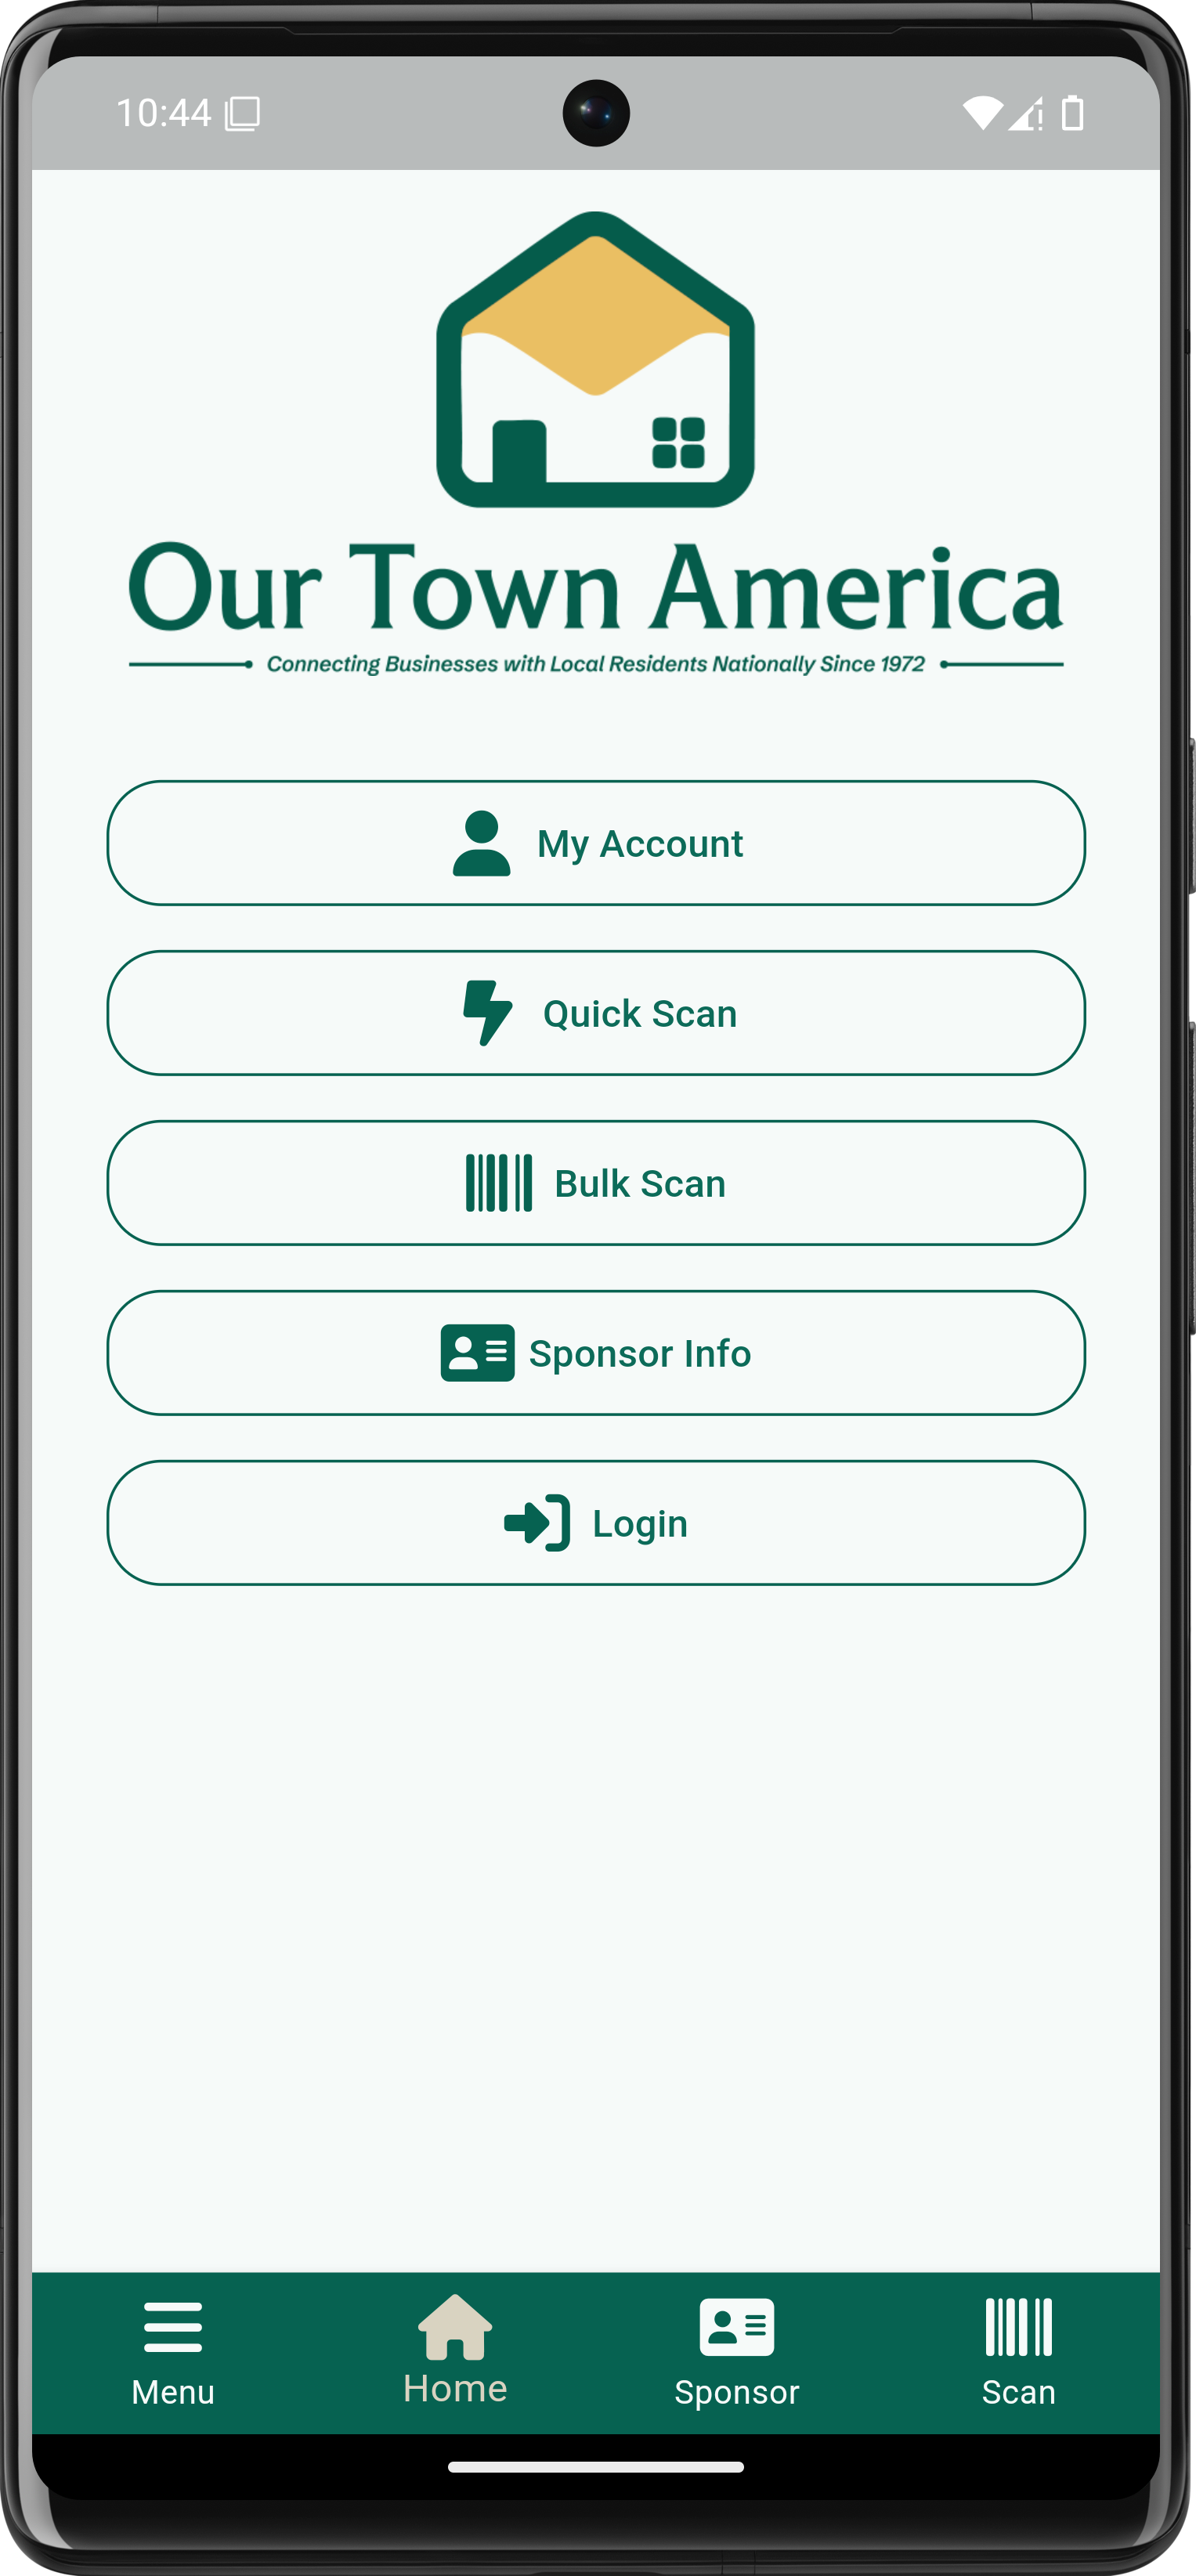 10:44
Our Town America
Connecting Businesses with Local Residents Nationally Since 1972
My Account
Quick Scan
Bulk Scan
Sponsor Info
Login
Menu
Home
Sponsor
Scan